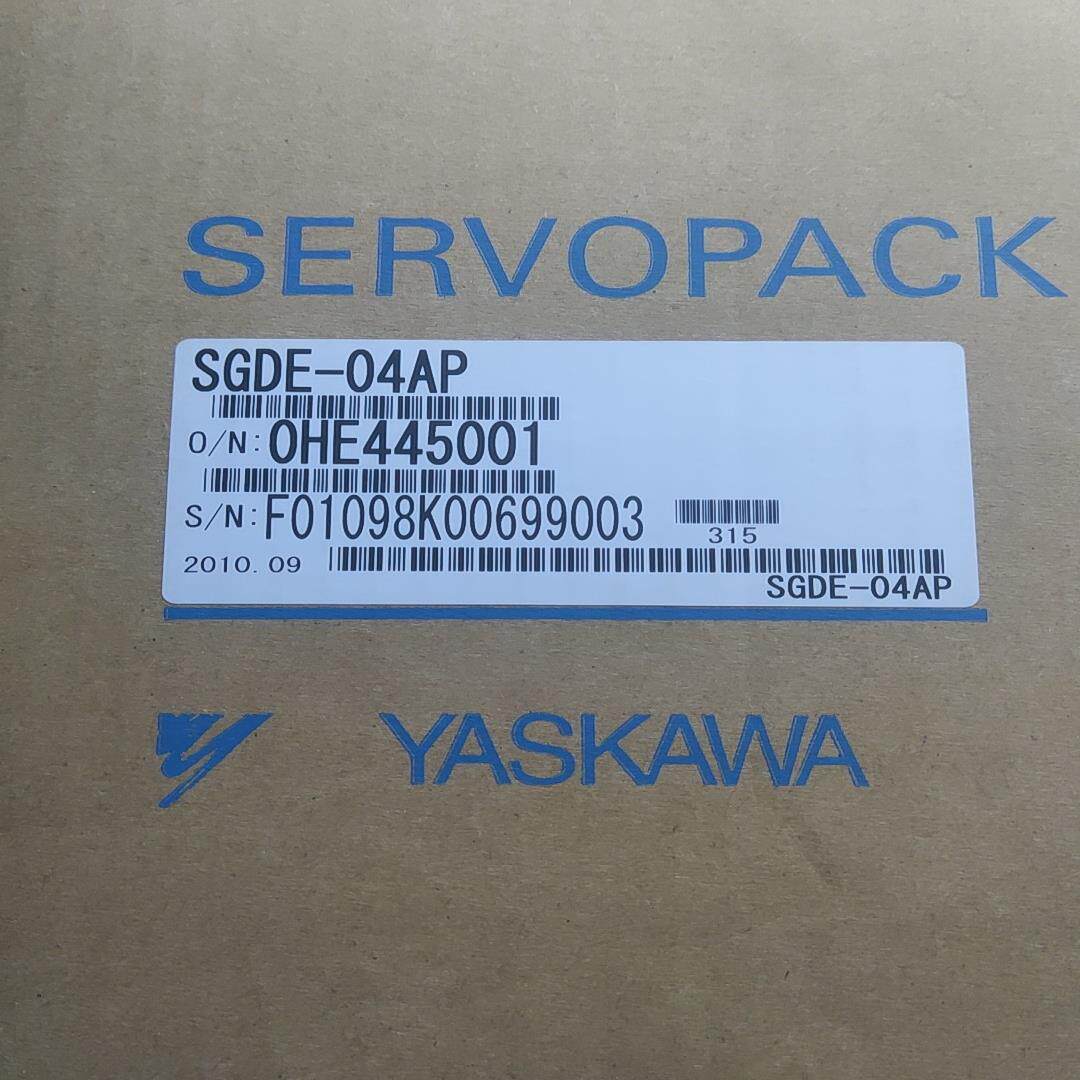 SERVOPACK
SGDE-04AP
O/N: 0HE445001
S/N: F01098K00699003
315
2010. 09
SGDE-04AP
YASKAWA